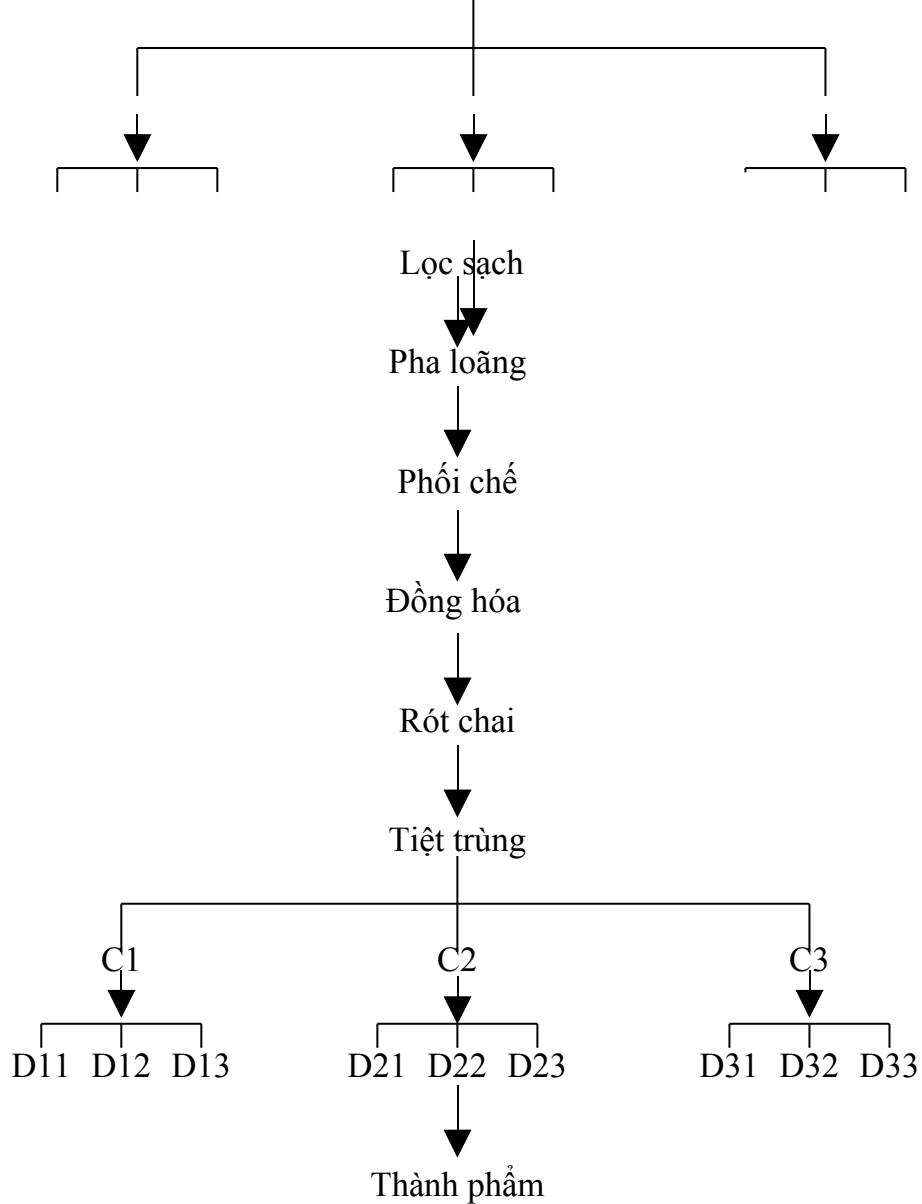 Lọc sạch
Pha loãng
Phối chế
Đồng hóa
Rót chai
Tiệt trùng
C1 C2 C3
D11 D12 D13 D21 D22 D23 D31 D32 D33
Thành phẩm